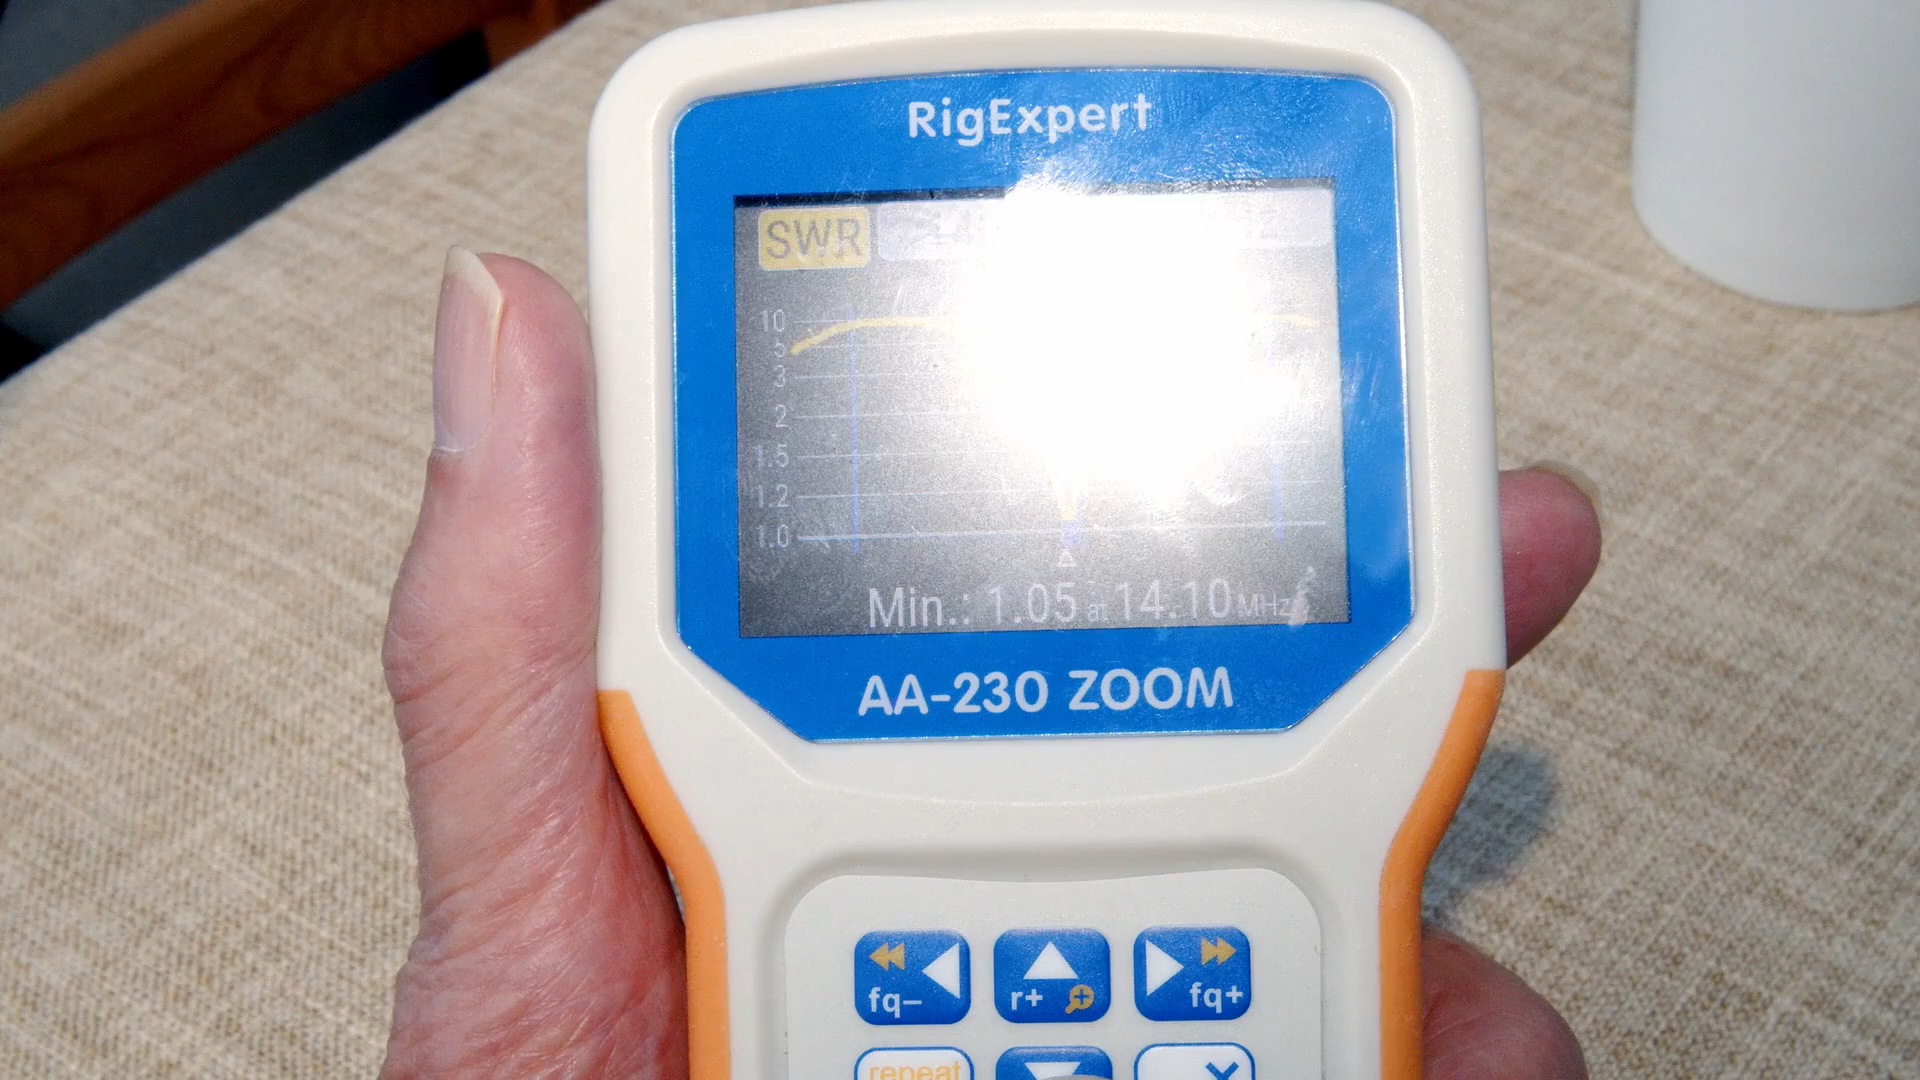 RigExpert
SWR
10
5
3
2
1.5
1.2
1.0
Min.: 1.05 at 14.10 MHz
AA-230 ZOOM
fq–
r+
fq+
repeat